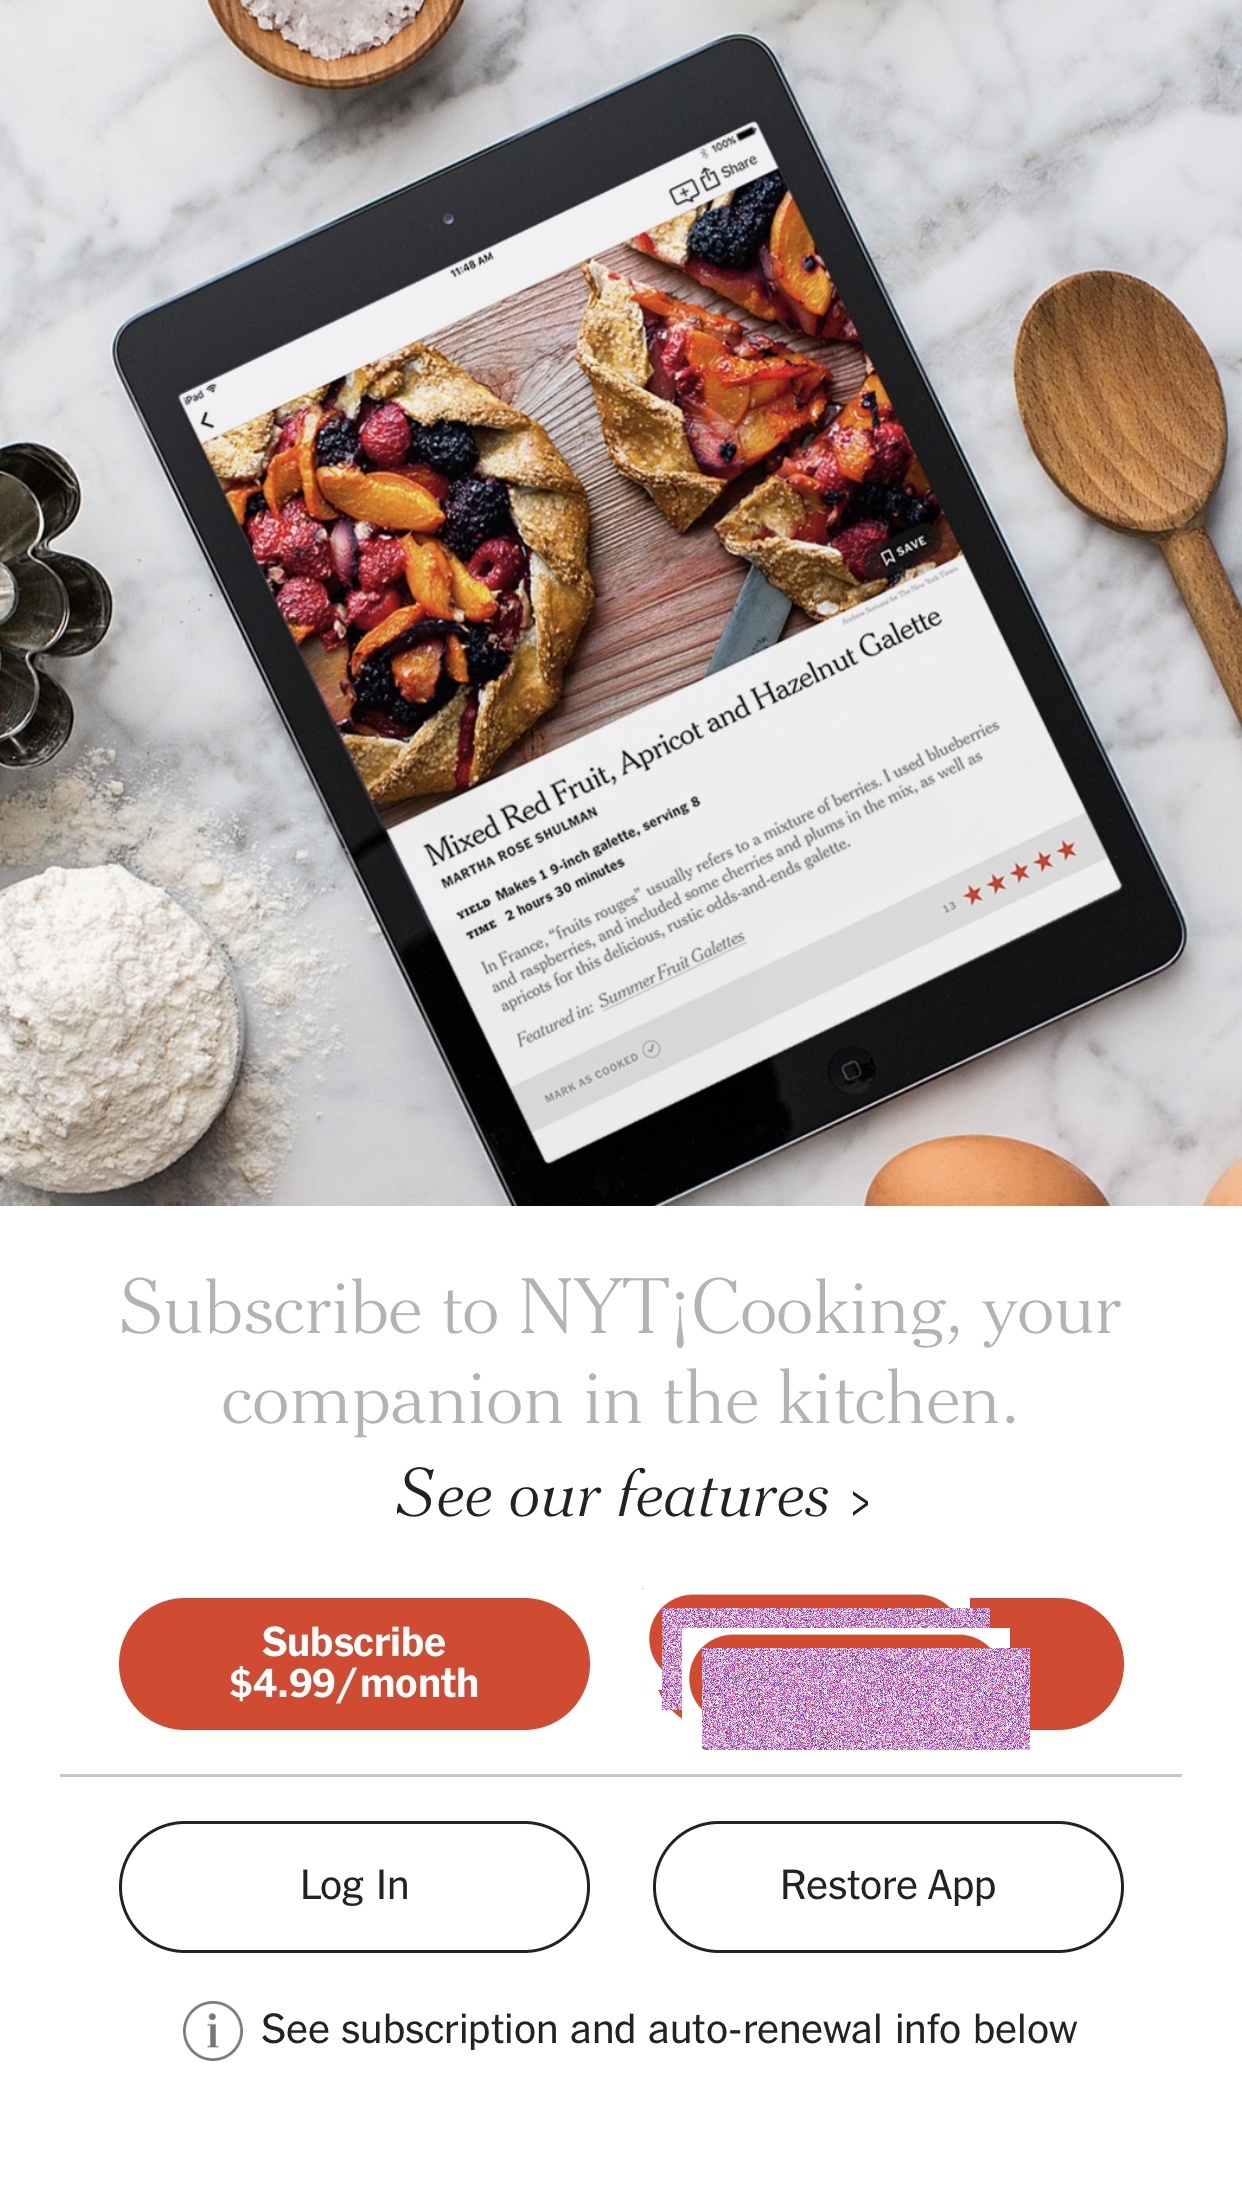 100%
Share
11:48 AM
iPad
SAVE
Andrew Scrivani for The New York Times
Mixed Red Fruit, Apricot and Hazelnut Galette
MARTHA ROSE SHULMAN
YIELD Makes 1 9-inch galette, serving 8
TIME 2 hours 30 minutes
In France, “fruits rouges” usually refers to a mixture of berries. I used blueberries
and raspberries, and included some cherries and plums in the mix, as well as
apricots for this delicious, rustic odds-and-ends galette.
Featured in: Summer Fruit Galettes
13
MARK AS COOKED
Subscribe to NYT¡Cooking, your
companion in the kitchen.
See our features >
Subscribe
$4.99/month
Log In
Restore App
i See subscription and auto-renewal info below